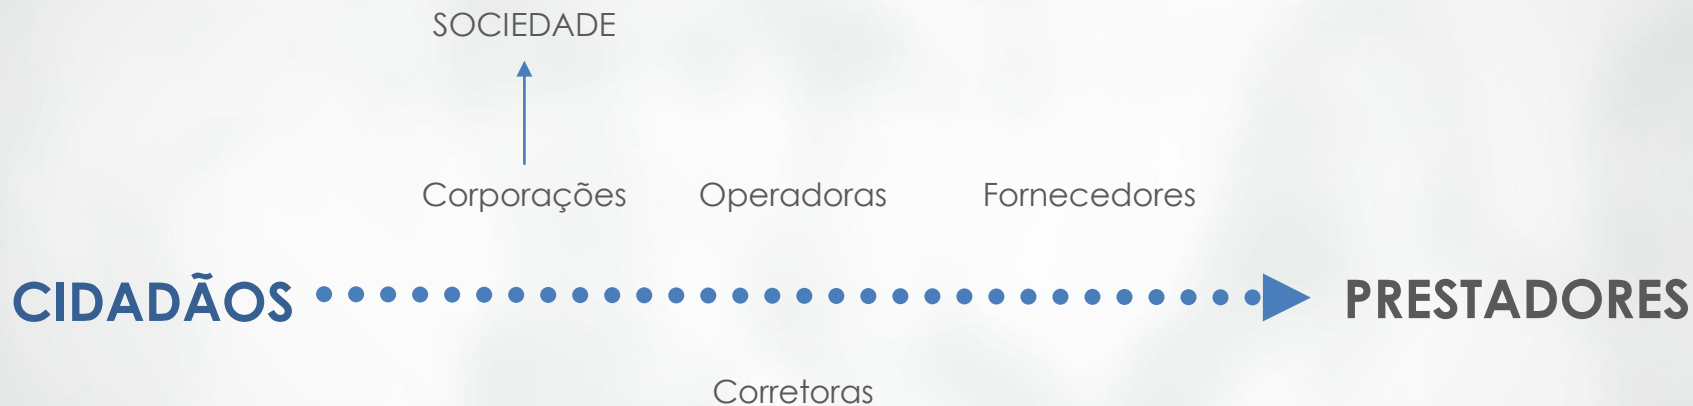 SOCIEDADE
Corporações Operadoras Fornecedores
CIDADÃOS PRESTADORES
Corretoras